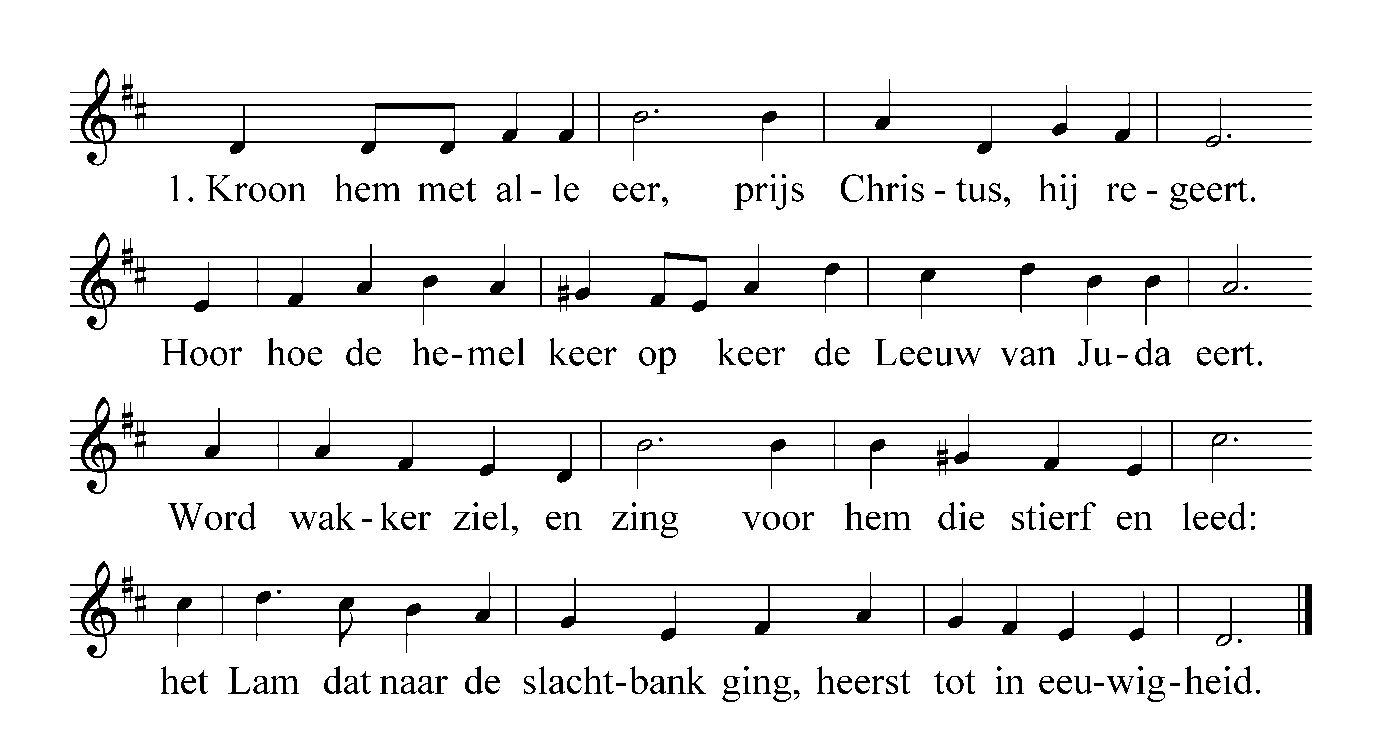 1. Kroon hem met al - le eer, prijs Chris - tus, hij re - geert.
Hoor hoe de he-mel keer op keer de Leeuw van Ju-da eert.
Word wak - ker ziel, en zing voor hem die stierf en leed:
het Lam dat naar de slacht-bank ging, heerst tot in eeu-wig-heid.